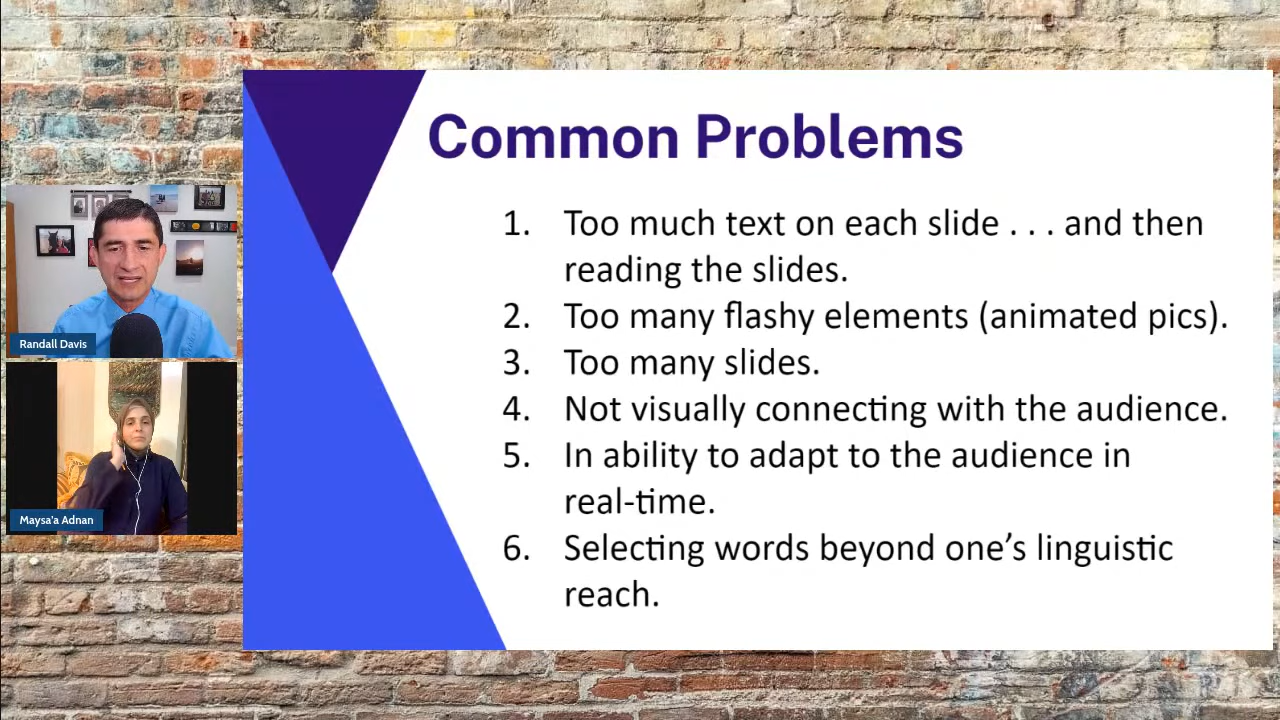 Common Problems
1. Too much text on each slide . . . and then
reading the slides.
2. Too many flashy elements (animated pics).
3. Too many slides.
4. Not visually connecting with the audience.
5. In ability to adapt to the audience in
real-time.
6. Selecting words beyond one’s linguistic
reach.
Randall Davis
Maysa'a Adnan